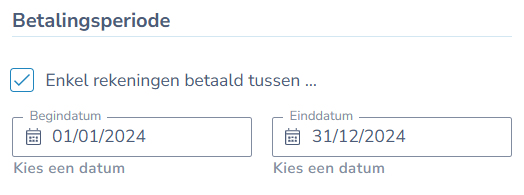 Betalingsperiode
Enkel rekeningen betaald tussen ...
Begindatum
01/01/2024
Kies een datum
Einddatum
31/12/2024
Kies een datum